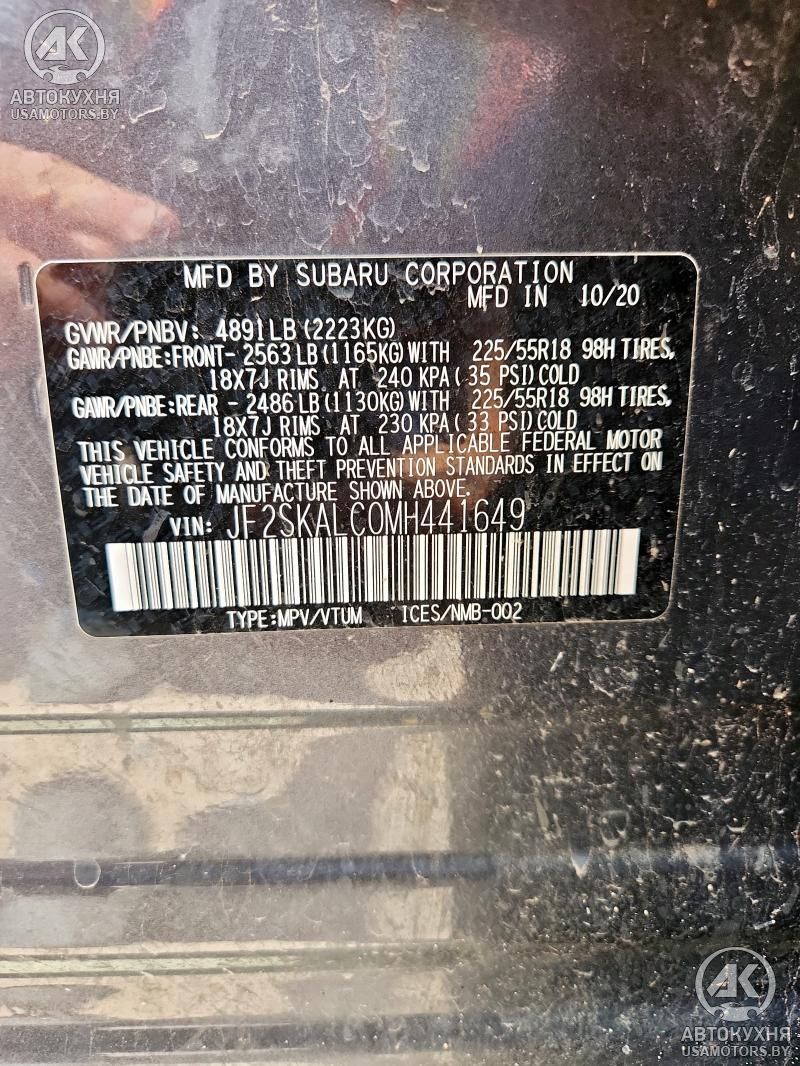 AK
АВТОКУХНЯ
USAMOTORS.BY
MFD BY SUBARU CORPORATION
MFD IN 10/20
GVWR/PNBV: 4891LB(2223KG)
GAWR/PNBE:FRONT- 2563LB(1165KG)WITH 225/55R18 98H TIRES,
18X7J RIMS AT 240 KPA(35 PSI)COLD
GAWR/PNBE:REAR - 2486LB(1130KG)WITH 225/55R18 98H TIRES,
18X7J RIMS AT 230 KPA(33 PSI)COLD
THIS VEHICLE CONFORMS TO ALL APPLICABLE FEDERAL MOTOR
VEHICLE SAFETY AND THEFT PREVENTION STANDARDS IN EFFECT ON
THE DATE OF MANUFACTURE SHOWN ABOVE.
VIN: JF2SKALC0MH441649
TYPE:MPV/VTUM ICES/NMB-002
AK
АВТОКУХНЯ
USAMOTORS.BY